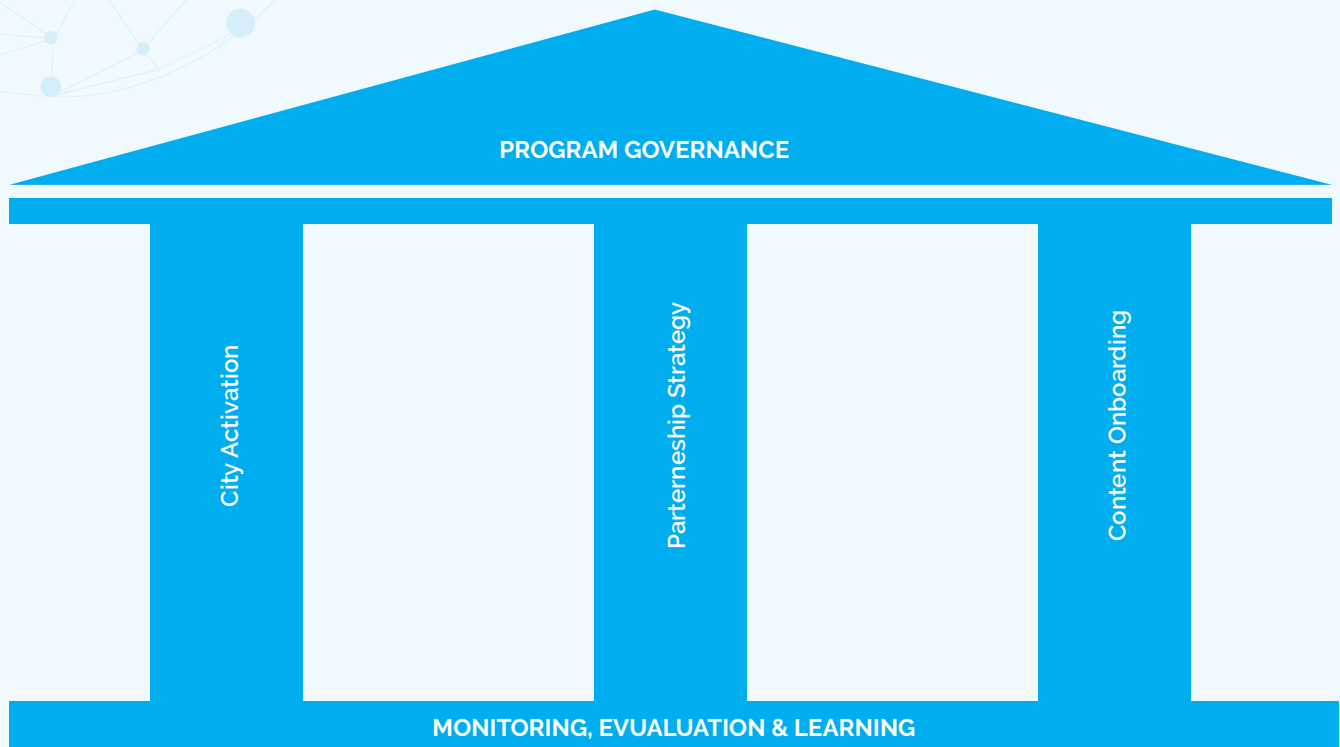 PROGRAM GOVERNANCE
City Activation
Parterneship Strategy
Content Onboarding
MONITORING, EVUALUATION & LEARNING